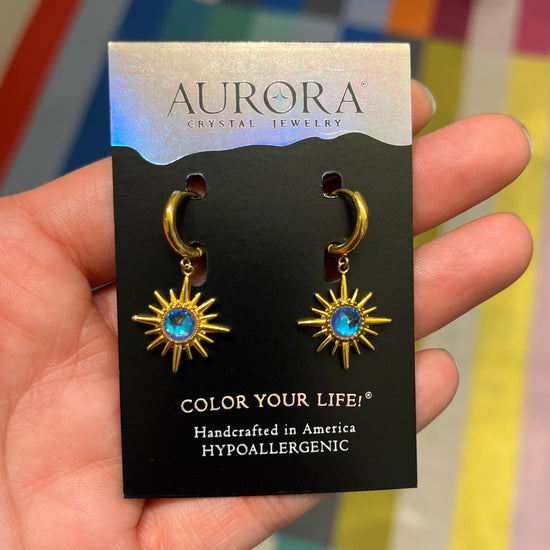 AURORA®
CRYSTAL JEWELRY
COLOR YOUR LIFE!®
Handcrafted in America
HYPOALLERGENIC